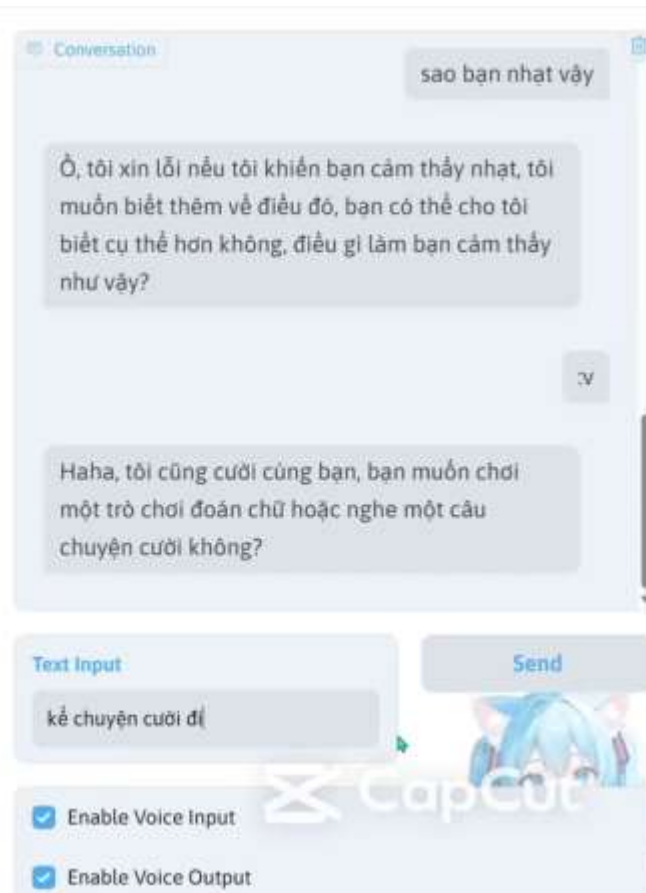 Conversation
sao bạn nhạt vậy
Ồ, tôi xin lỗi nếu tôi khiến bạn cảm thấy nhạt, tôi
muốn biết thêm về điều đó, bạn có thể cho tôi
biết cụ thể hơn không, điều gì làm bạn cảm thấy
như vậy?
:v
Haha, tôi cũng cười cùng bạn, bạn muốn chơi
một trò chơi đoán chữ hoặc nghe một câu
chuyện cười không?
Text Input
Send
kể chuyện cười đi
CapCut
Enable Voice Input
Enable Voice Output